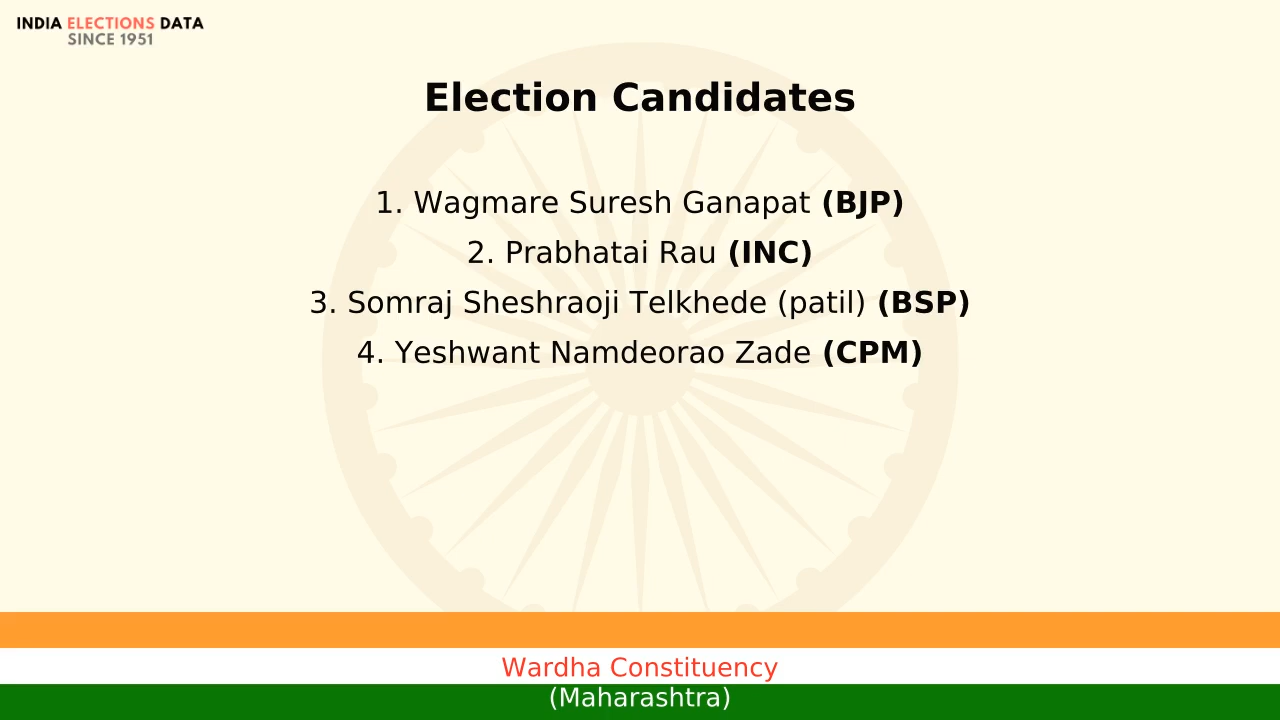 INDIA ELECTIONS DATA
SINCE 1951
Election Candidates
1. Wagmare Suresh Ganapat (BJP)
2. Prabhatai Rau (INC)
3. Somraj Sheshraoji Telkhede (patil) (BSP)
4. Yeshwant Namdeorao Zade (CPM)
Wardha Constituency
(Maharashtra)